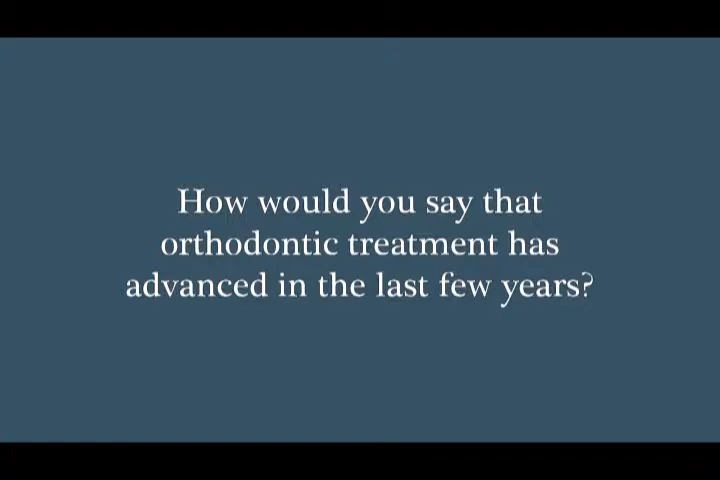 How would you say that
orthodontic treatment has
advanced in the last few years?